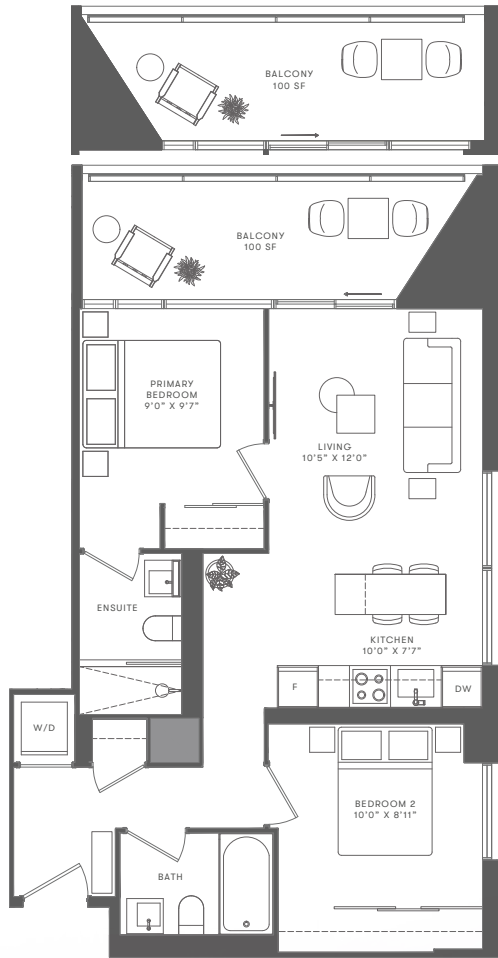 BALCONY
100 SF
BALCONY
100 SF
PRIMARY
BEDROOM
9'0" X 9'7"
LIVING
10'5" X 12'0"
ENSUITE
KITCHEN
10'0" X 7'7"
F
DW
W/D
BEDROOM 2
10'0" X 8'11"
BATH